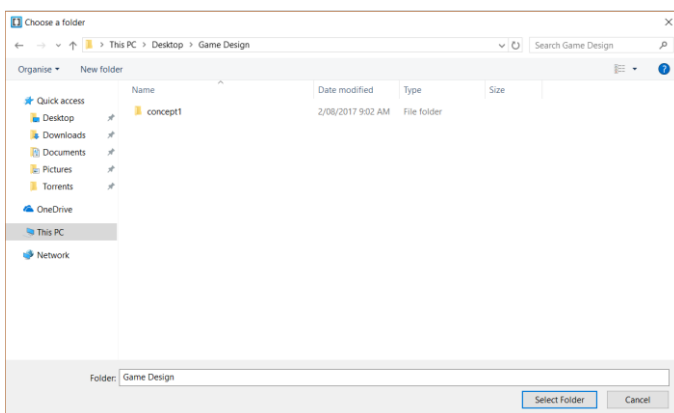 Choose a folder
This PC > Desktop > Game Design
Search Game Design
Organise
New folder
Name
Date modified
Type
Size
Quick access
Desktop
Downloads
Documents
Pictures
Torrents
OneDrive
This PC
Network
concept1
2/08/2017 9:02 AM
File folder
Folder: Game Design
Select Folder
Cancel